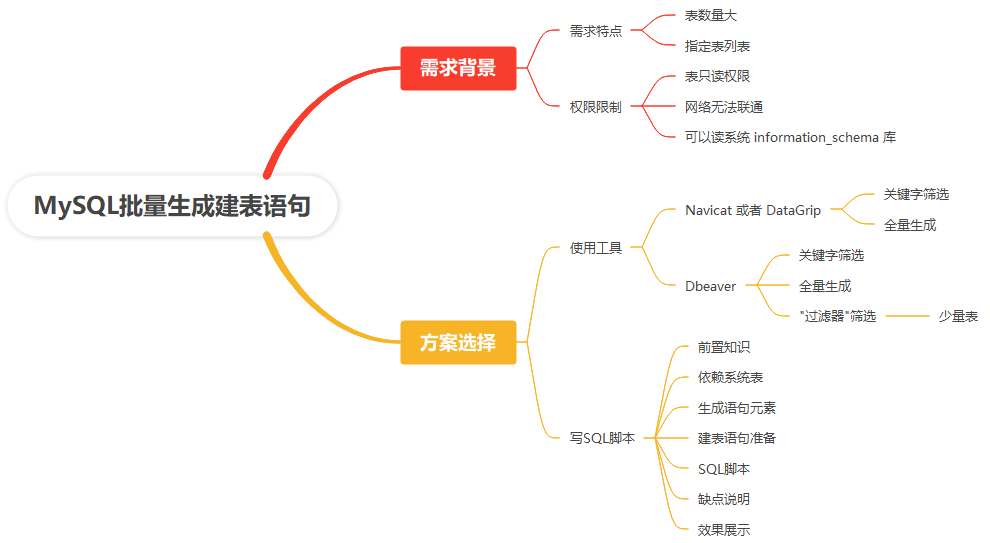 MySQL批量生成建表语句
需求背景
需求特点
表数量大
指定表列表
权限限制
表只读权限
网络无法联通
可以读系统 information_schema 库
方案选择
使用工具
Navicat 或者 DataGrip
关键字筛选
全量生成
Dbeaver
关键字筛选
全量生成
"过滤器"筛选
少量表
写SQL脚本
前置知识
依赖系统表
生成语句元素
建表语句准备
SQL脚本
缺点说明
效果展示